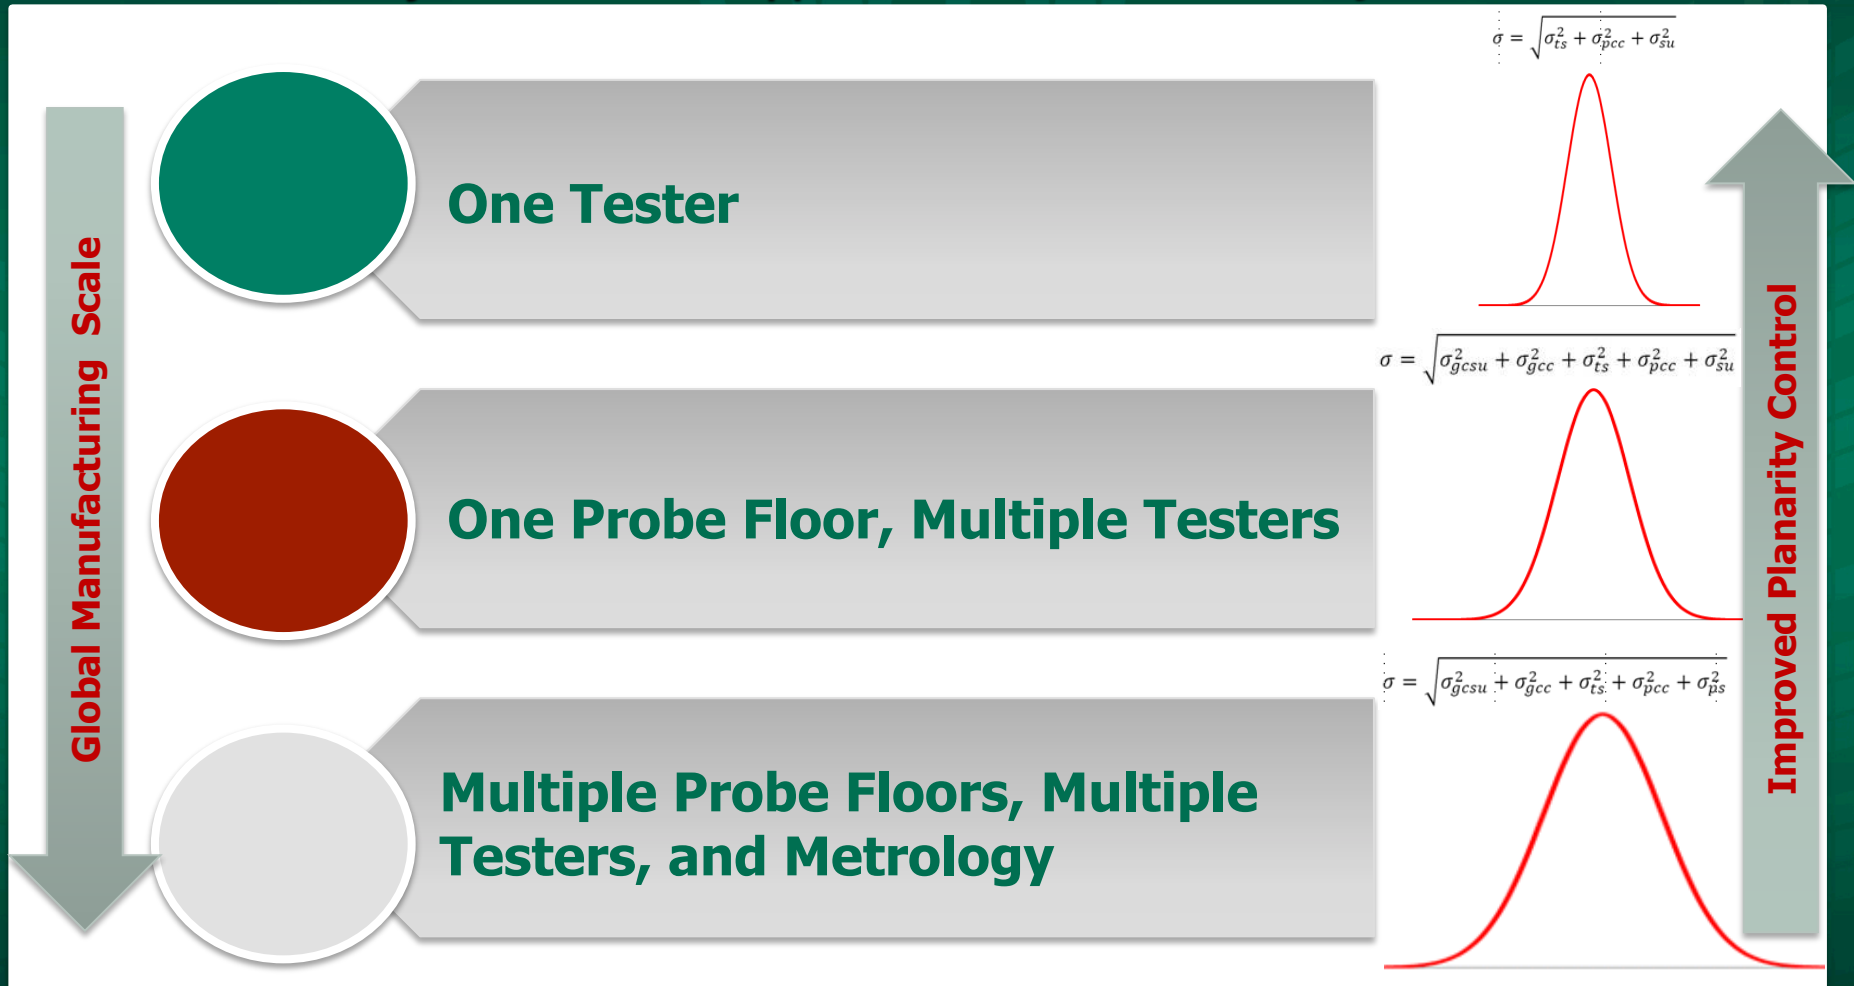 Global Manufacturing Scale
One Tester
σ = √(σ²ts + σ²pcc + σ²su)
One Probe Floor, Multiple Testers
σ = √(σ²gcsu + σ²gcc + σ²ts + σ²pcc + σ²su)
Multiple Probe Floors, Multiple
Testers, and Metrology
σ = √(σ²gcsu + σ²gcc + σ²ts + σ²pcc + σ²ps)
Improved Planarity Control